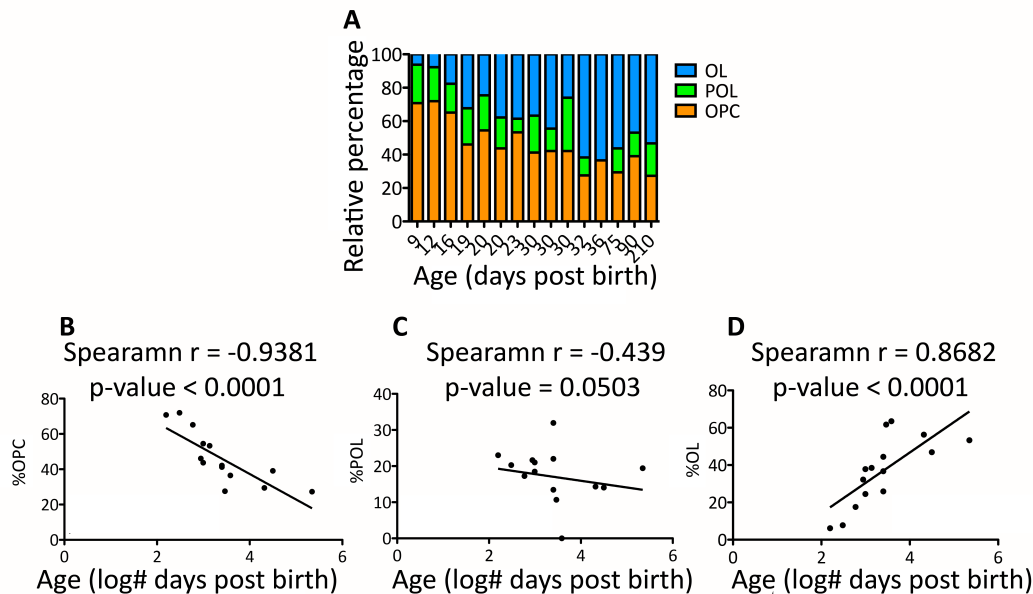 A
Relative percentage
100
80
60
40
20
0
9 12 16 19 20 20 23 30 30 30 32 36 75 90 210
Age (days post birth)
OL
POL
OPC
B
Spearamn r = -0.9381
p-value < 0.0001
%OPC
80
60
40
20
0
0 2 4 6
Age (log# days post birth)
C
Spearamn r = -0.439
p-value = 0.0503
%POL
40
30
20
10
0
0 2 4 6
Age (log# days post birth)
D
Spearamn r = 0.8682
p-value < 0.0001
%OL
80
60
40
20
0
0 2 4 6
Age (log# days post birth)